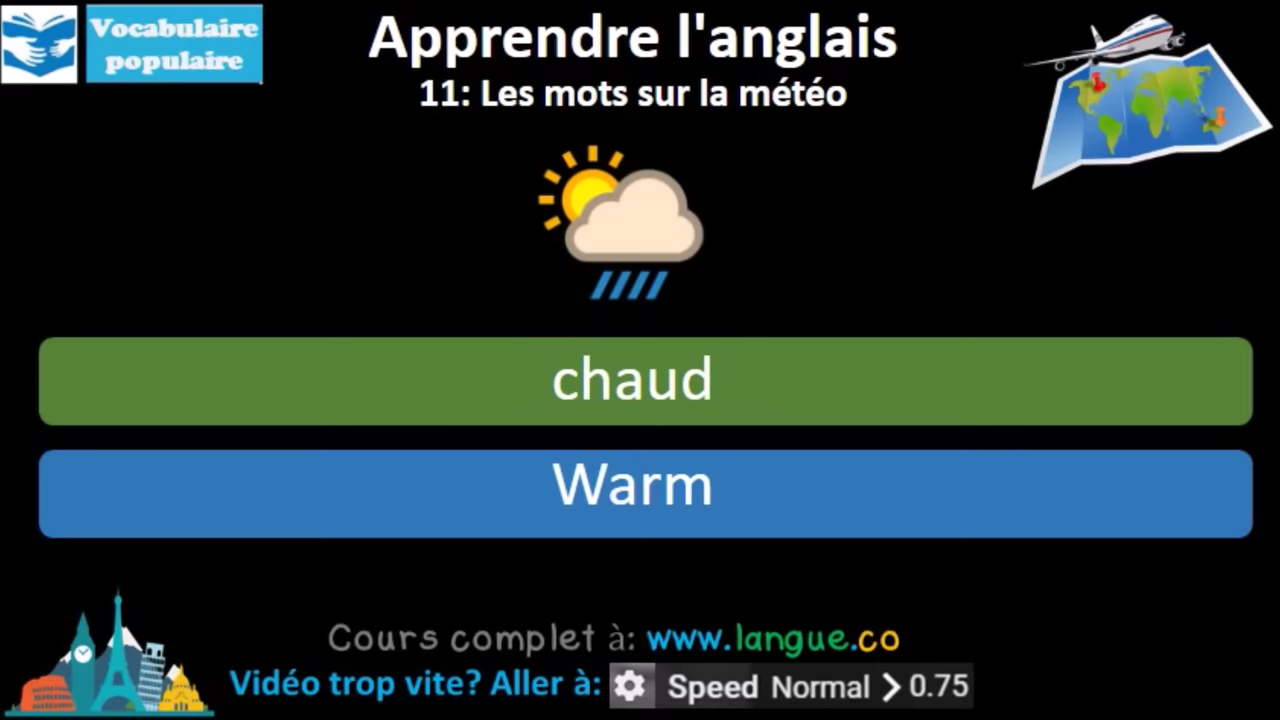 Vocabulaire
populaire
Apprendre l'anglais
11: Les mots sur la météo
chaud
Warm
Cours complet à: www.langue.co
Vidéo trop vite? Aller à: Speed Normal > 0.75